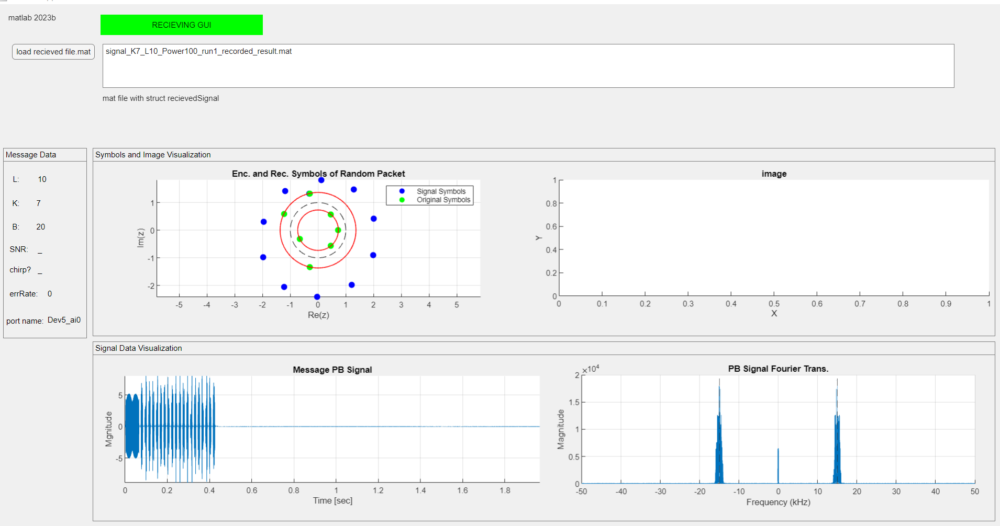 matlab 2023b
RECIEVING GUI
load recieved file.mat
signal_K7_L10_Power100_run1_recorded_result.mat
mat file with struct recievedSignal
Message Data
L: 10
K: 7
B: 20
SNR: _
chirp? _
errRate: 0
port name: Dev5_ai0
Symbols and Image Visualization
Enc. and Rec. Symbols of Random Packet
Signal Symbols
Original Symbols
1
0
-1
-2
Im(z)
-5 -4 -3 -2 -1 0 1 2 3 4 5
Re(z)
image
1
0.8
0.6
0.4
0.2
0
Y
0 0.1 0.2 0.3 0.4 0.5 0.6 0.7 0.8 0.9 1
X
Signal Data Visualization
Message PB Signal
5
0
-5
Mgnitude
0 0.2 0.4 0.6 0.8 1 1.2 1.4 1.6 1.8
Time [sec]
PB Signal Fourier Trans.
×10⁴
2
1.5
1
0.5
0
Magnitude
-50 -40 -30 -20 -10 0 10 20 30 40 50
Frequency (kHz)